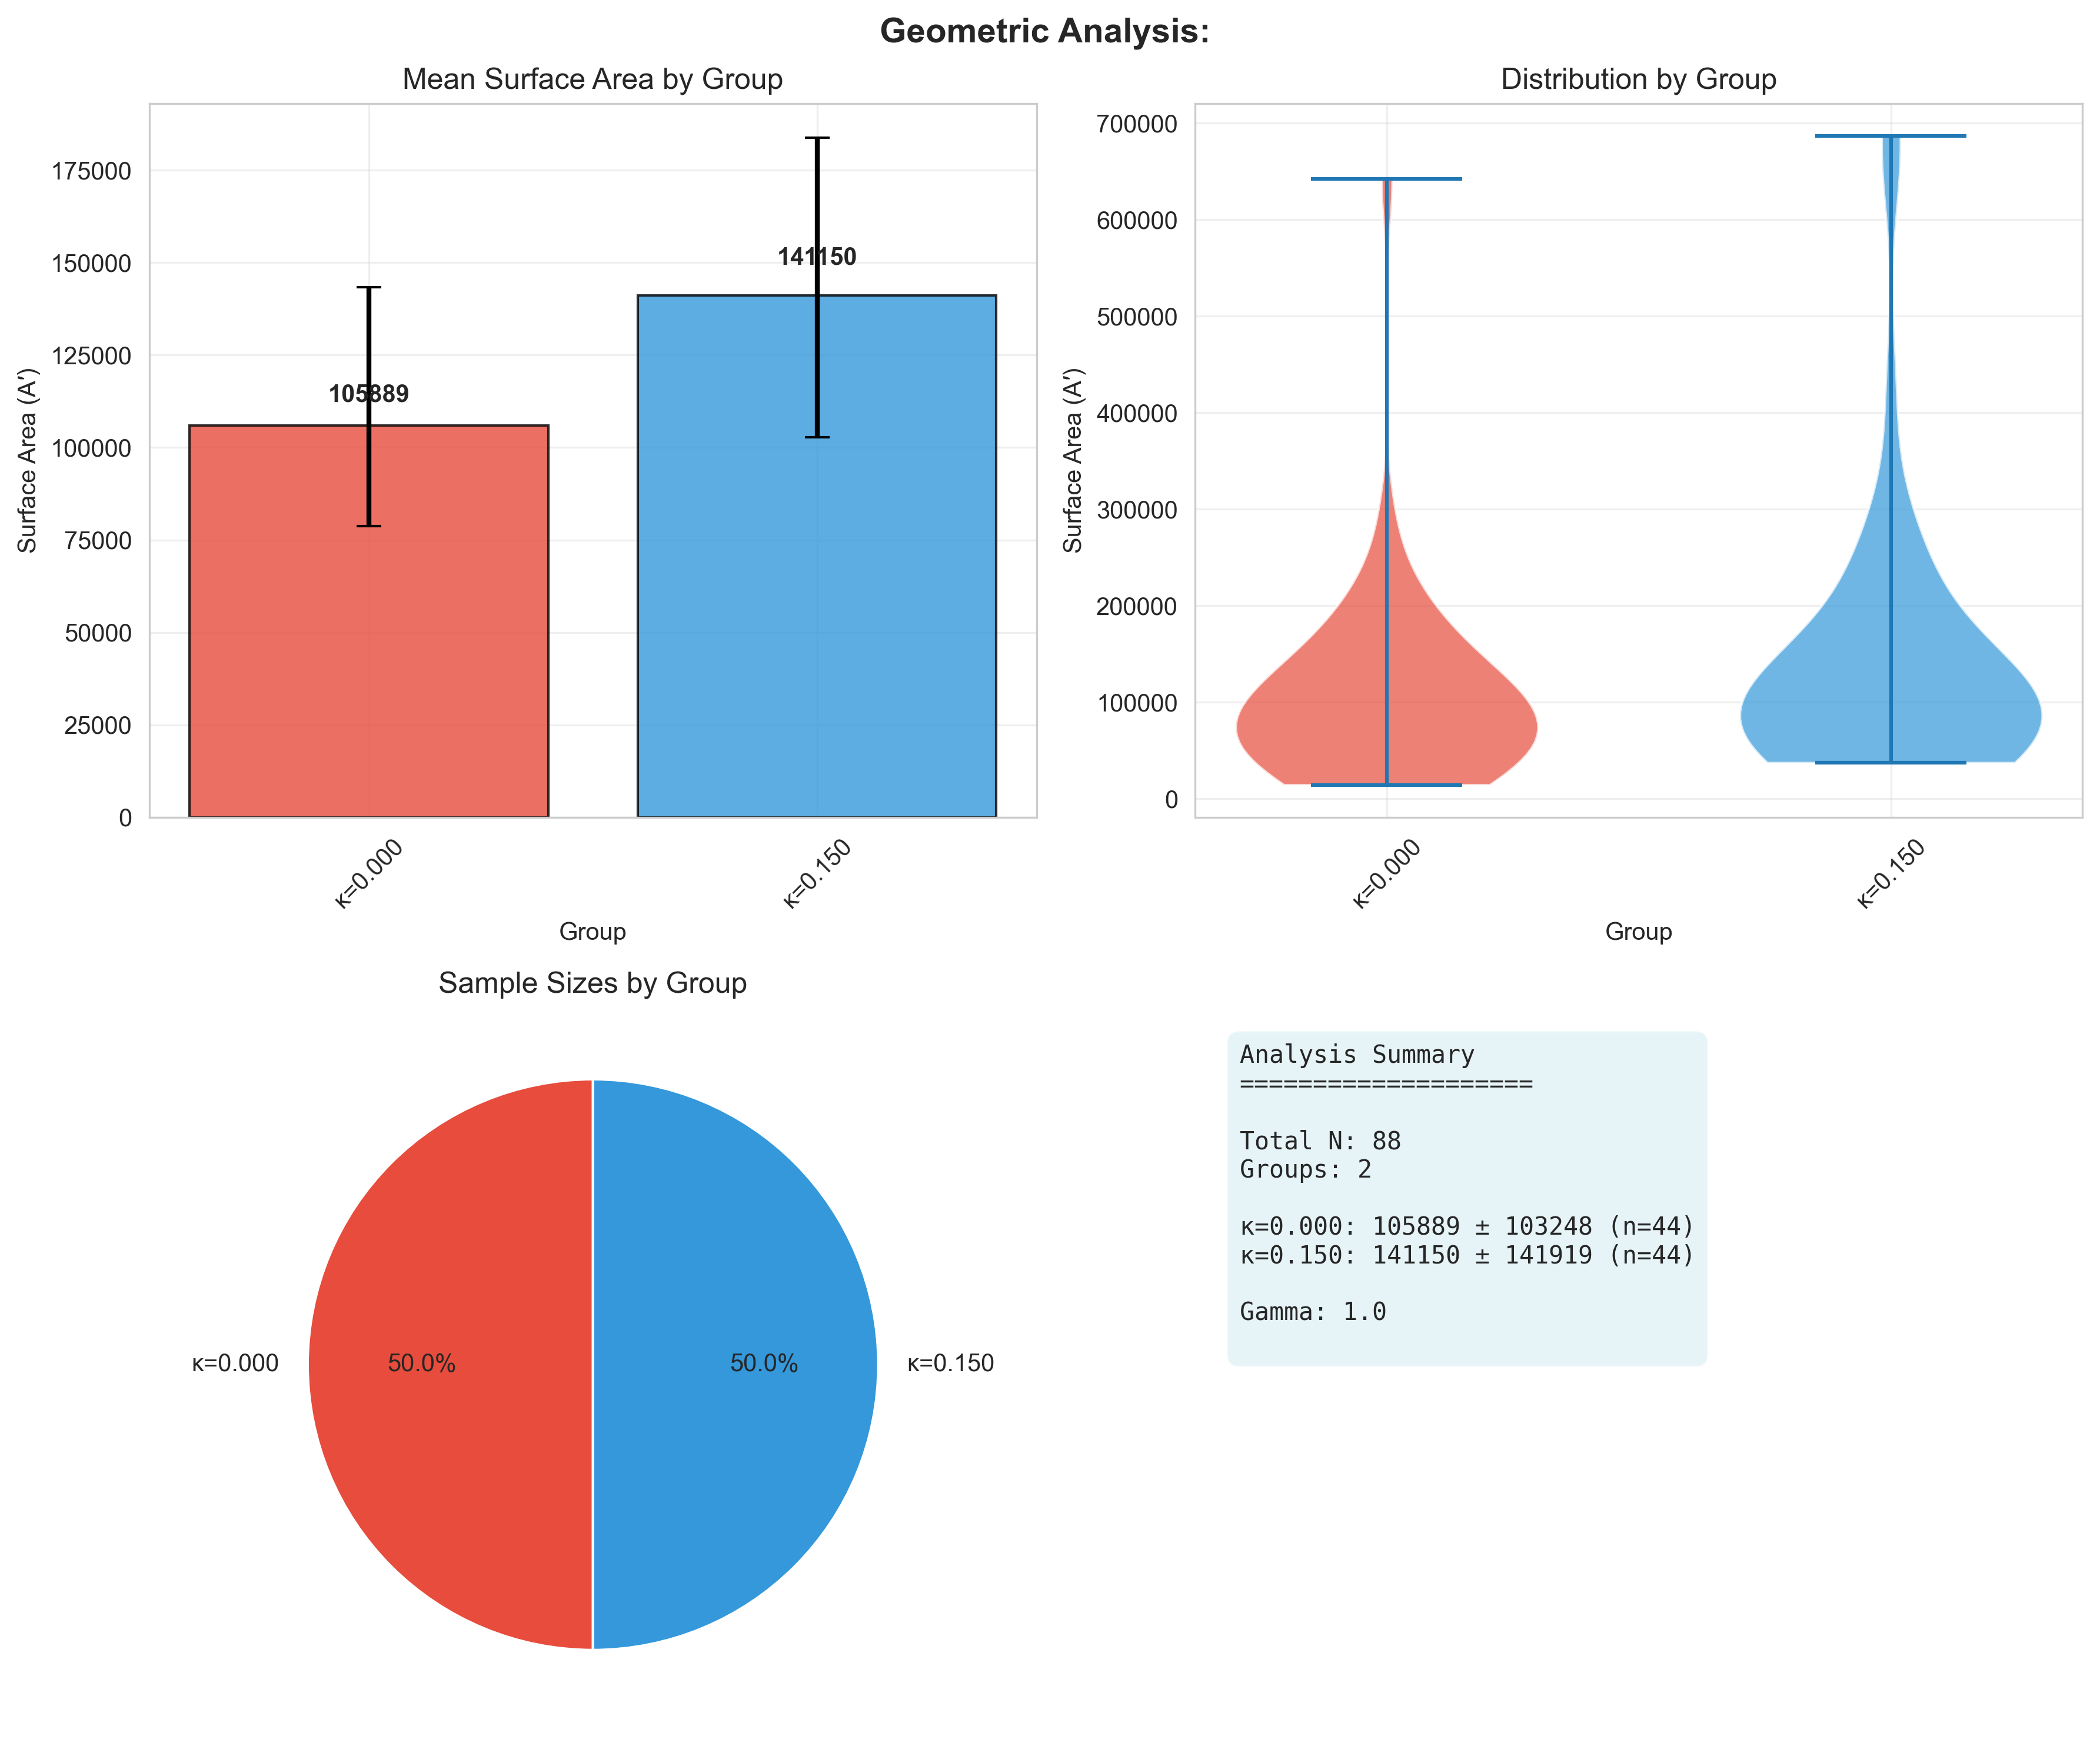 Geometric Analysis:
Mean Surface Area by Group
Surface Area (A′)
175000
150000
125000
100000
75000
50000
25000
0
105889
141150
κ=0.000
κ=0.150
Group
Distribution by Group
Surface Area (A′)
700000
600000
500000
400000
300000
200000
100000
0
κ=0.000
κ=0.150
Group
Sample Sizes by Group
κ=0.000
50.0%
50.0%
κ=0.150
Analysis Summary
====================
Total N: 88
Groups: 2
κ=0.000: 105889 ± 103248 (n=44)
κ=0.150: 141150 ± 141919 (n=44)
Gamma: 1.0